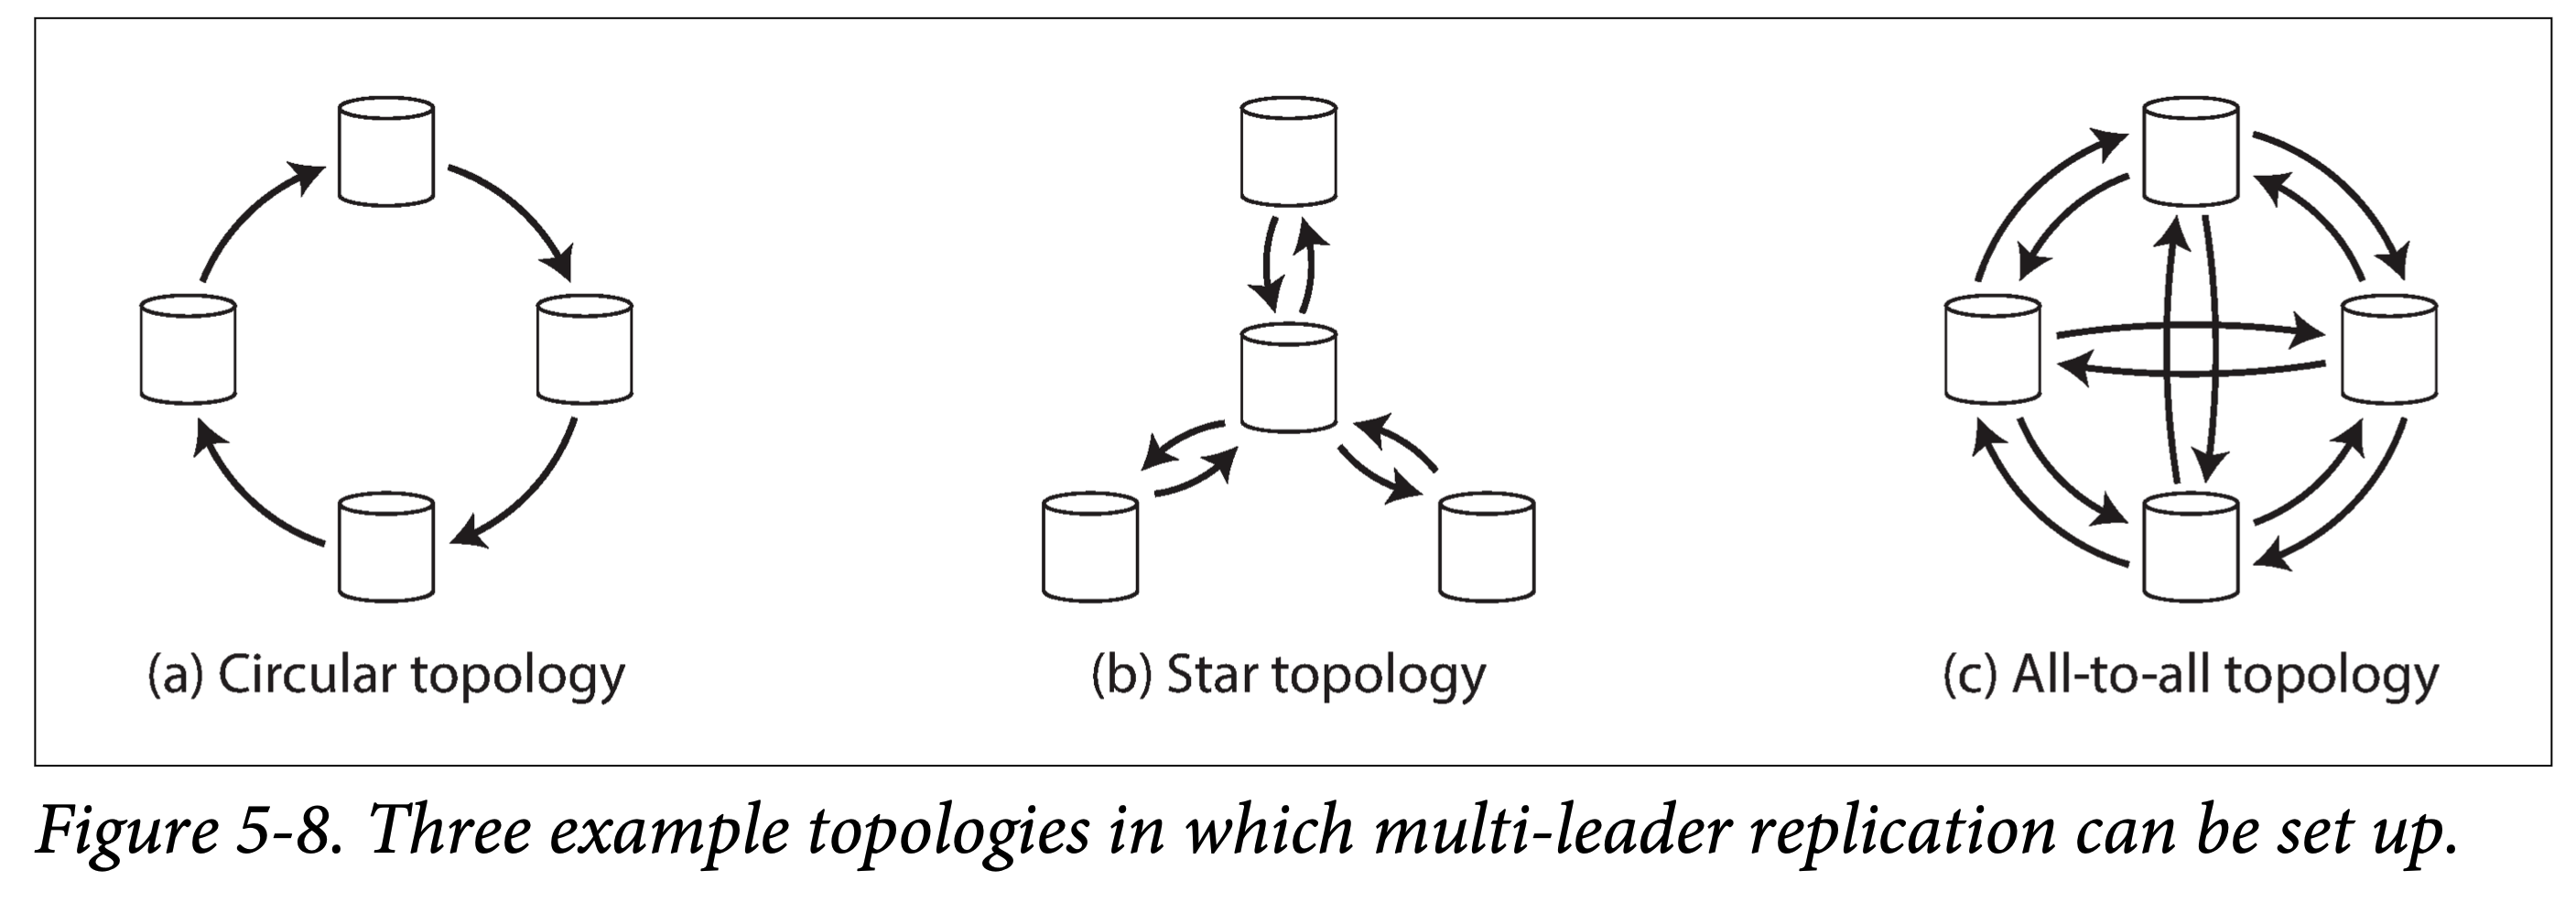 (a) Circular topology
(b) Star topology
(c) All-to-all topology
Figure 5-8. Three example topologies in which multi-leader replication can be set up.